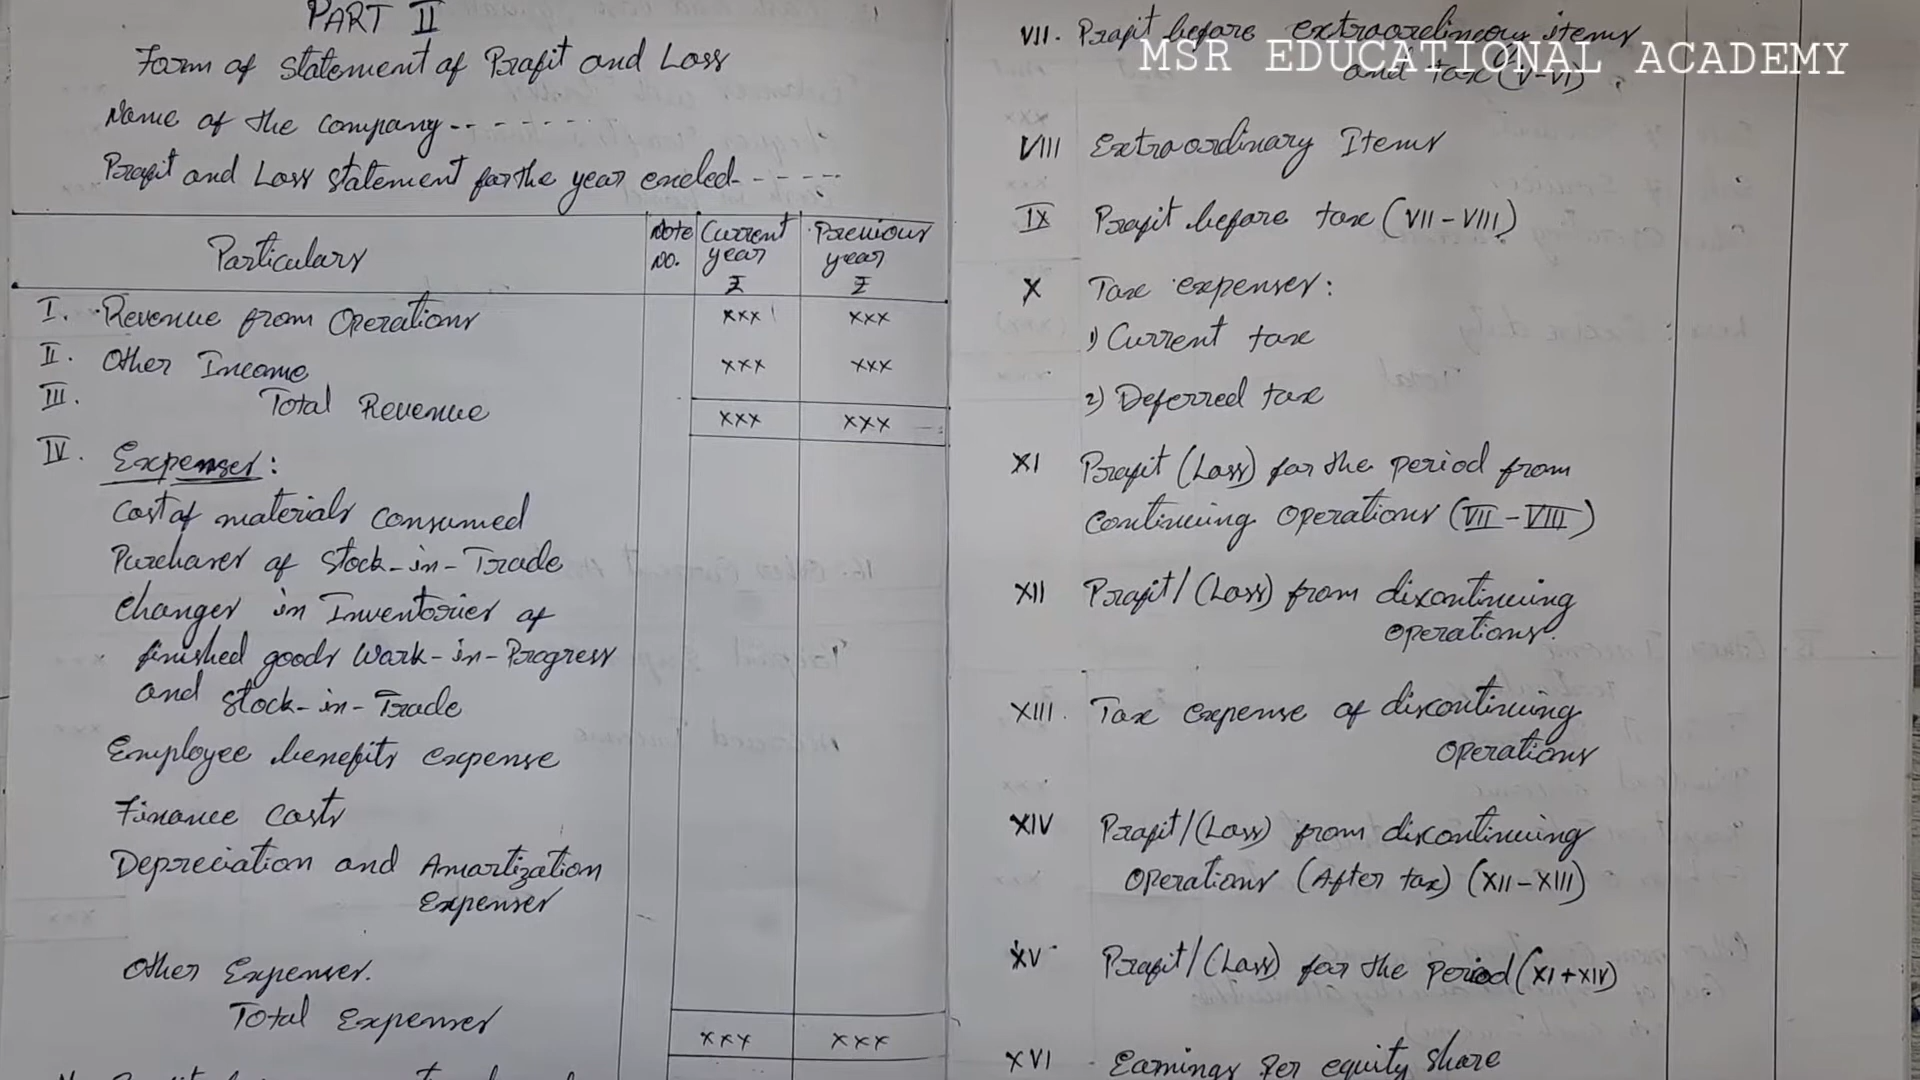 PART II
Form of Statement of Profit and Loss
Name of the company
Profit and Loss Statement for the year ended
Particulars
Note No.
Current year ₹
Previous year ₹
I. Revenue from Operations xxx xxx
II. Other Income xxx xxx
III. Total Revenue xxx xxx
IV. Expenses:
Cost of materials consumed
Purchases of Stock-in-Trade
changes in Inventories of
finished goods Work-in-Progress
and Stock-in-Trade
Employee benefits expense
Finance Costs
Depreciation and Amortization
Expenses
Other Expenses.
Total Expenses xxx xxx
VII. Profit before extraordineory items
and tax (V-VI)
MSR EDUCATIONAL ACADEMY
VIII Extraordinary Items
IX Profit before tax (VII-VIII)
X Tax expenses:
1) Current tax
2) Deferred tax
XI Profit (Loss) for the period from
continuing operations (VII-VIII)
XII Profit/(Loss) from discontinuing
operations.
XIII. Tax expense of discontinuing
operations
XIV Profit/(Loss) from discontinuing
operations (After tax) (XII-XIII)
XV Profit/(Loss) for the period (XI+XIV)
XVI Earnings per equity share